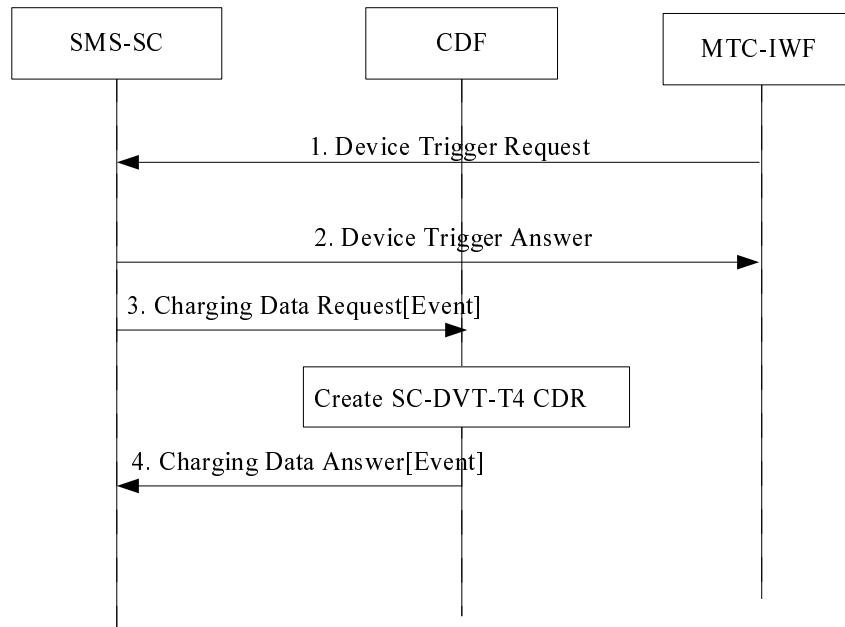 SMS-SC
CDF
MTC-IWF
1. Device Trigger Request
2. Device Trigger Answer
3. Charging Data Request[Event]
Create SC-DVT-T4 CDR
4. Charging Data Answer[Event]